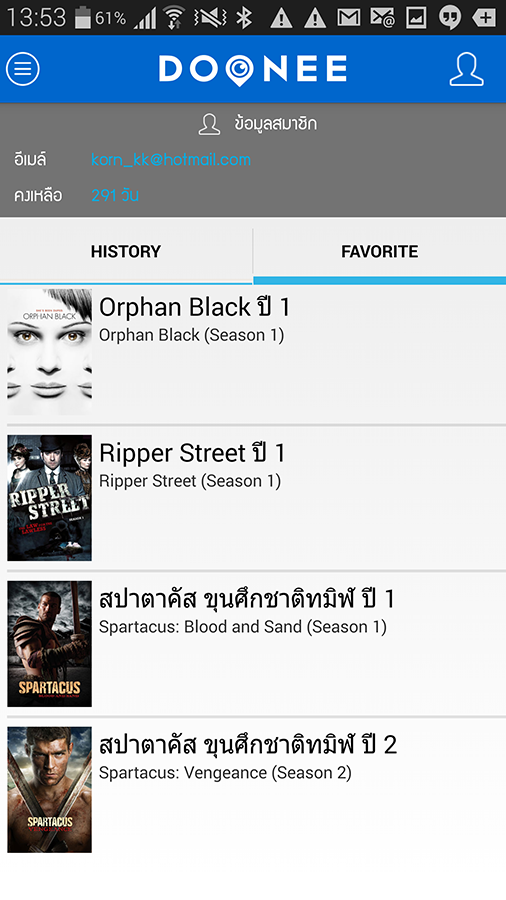 13:53
61%
DOONEE
ข้อมูลสมาชิก
อีเมล์ korn_kk@hotmail.com
คงเหลือ 291 วัน
HISTORY FAVORITE
ORPHAN BLACK
Orphan Black ปี 1
Orphan Black (Season 1)
RIPPER
STREET
Ripper Street ปี 1
Ripper Street (Season 1)
SPARTACUS
สปาตาคัส ขุนศึกชาติทมิฬ ปี 1
Spartacus: Blood and Sand (Season 1)
SPARTACUS
VENGEANCE
สปาตาคัส ขุนศึกชาติทมิฬ ปี 2
Spartacus: Vengeance (Season 2)